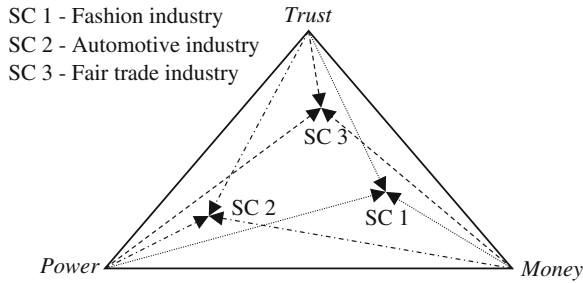 SC 1 - Fashion industry
SC 2 - Automotive industry
SC 3 - Fair trade industry
Trust
SC 3
SC 2
SC 1
Power
Money